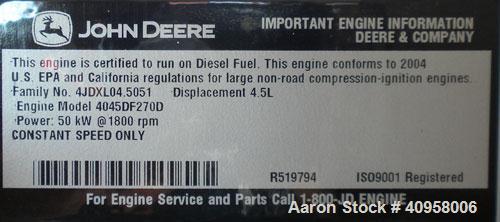 JOHN DEERE
IMPORTANT ENGINE INFORMATION
DEERE & COMPANY
This engine is certified to run on Diesel Fuel. This engine conforms to 2004
U.S. EPA and California regulations for large non-road compression-ignition engines.
Family No. 4JDXL04.5051 Displacement 4.5L
Engine Model 4045DF270D
Power: 50 kW @1800 rpm
CONSTANT SPEED ONLY
R519794 ISO9001 Registered
For Engine Service and Parts Call 1-800-JD ENGINE
Aaron Stock # 40958006